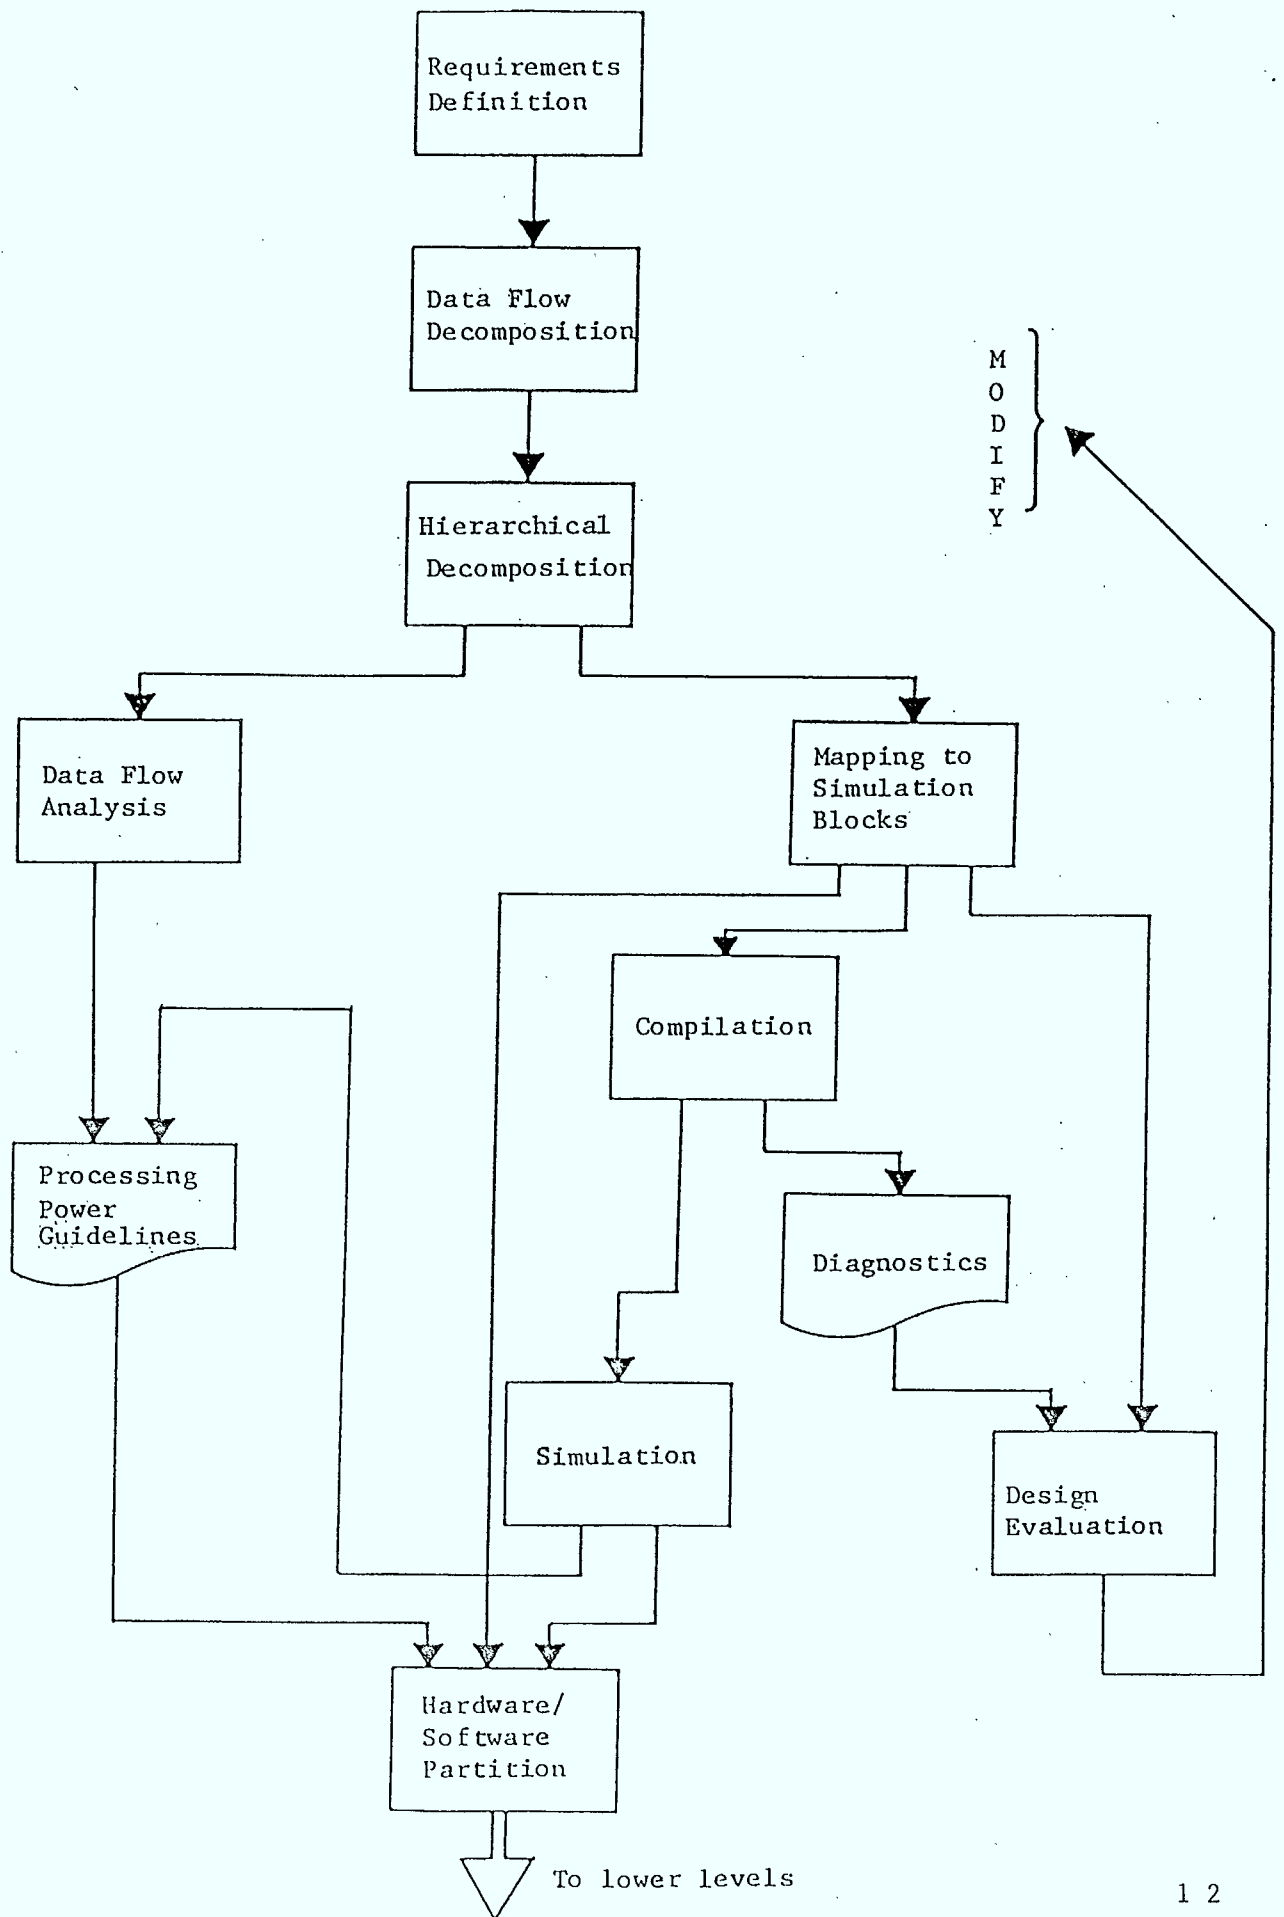 Requirements
Definition
Data Flow
Decomposition
M
O
D
I
F
Y
Hierarchical
Decomposition
Data Flow
Analysis
Mapping to
Simulation
Blocks
Compilation
Processing
Power
Guidelines
Diagnostics
Simulation
Design
Evaluation
Hardware/
Software
Partition
To lower levels
1 2